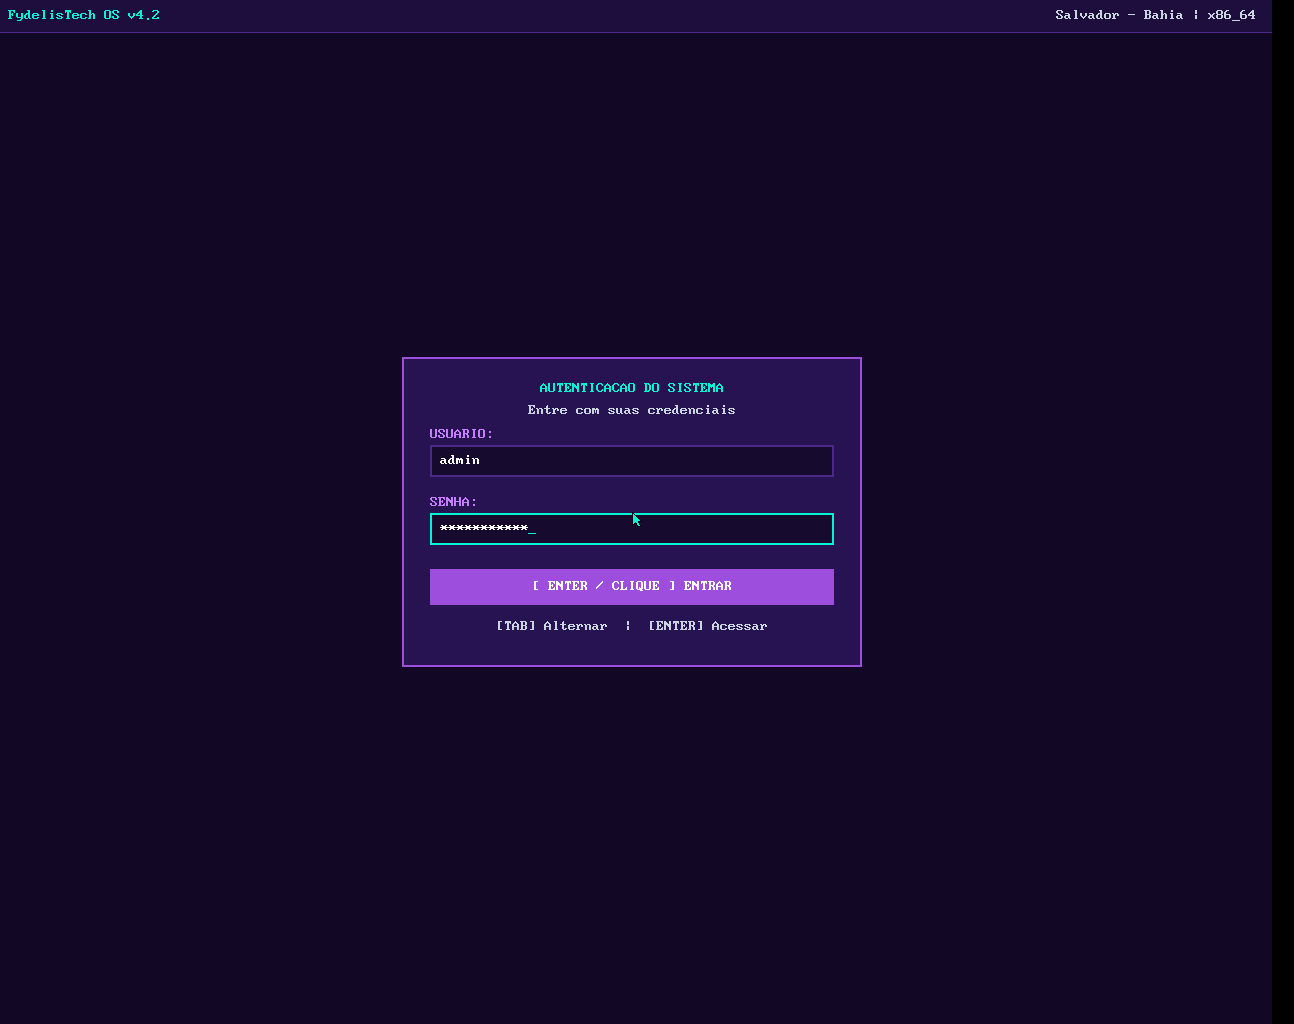 FydelisTech OS v4.2
Salvador - Bahia | x86_64
AUTENTICACAO DO SISTEMA
Entre com suas credenciais
USUARIO:
admin
SENHA:
***********_
[ ENTER / CLIQUE ] ENTRAR
[TAB] Alternar | [ENTER] Acessar